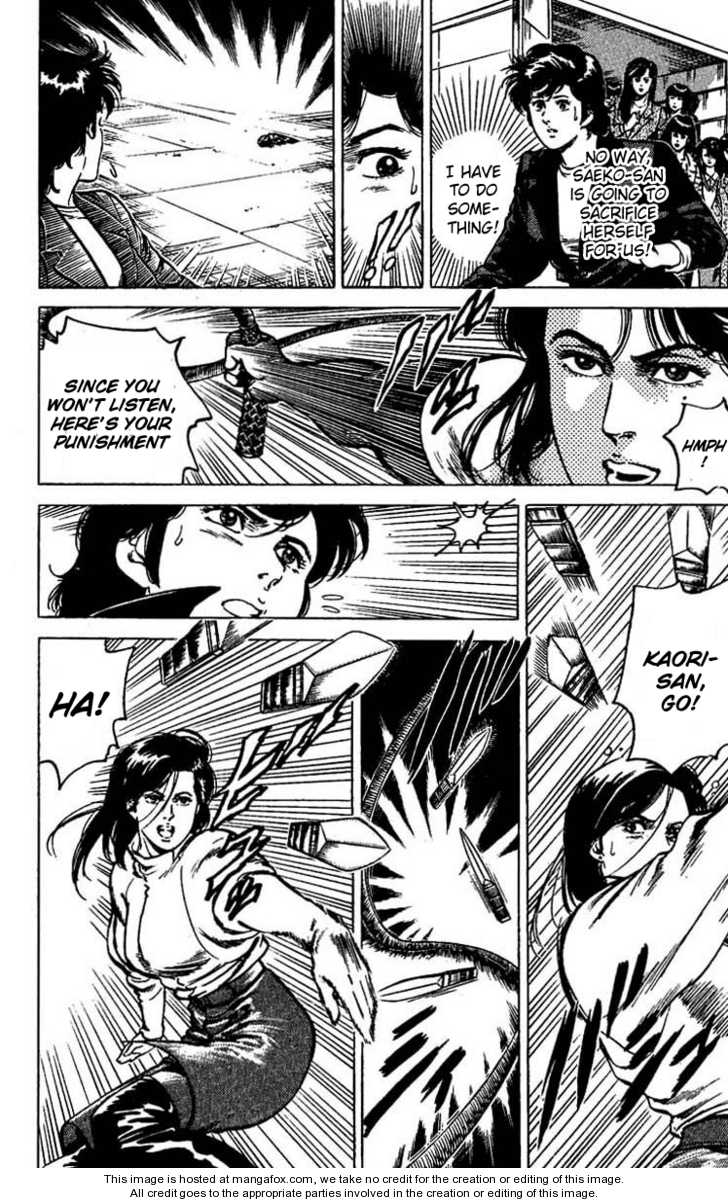 NO WAY,
SAEKO-SAN
IS GOING TO
SACRIFICE
HERSELF
FOR US!
I HAVE
TO DO
SOME-
THING!
HMPH
!
SINCE YOU
WON'T LISTEN,
HERE'S YOUR
PUNISHMENT
KAORI-
SAN,
GO!
HA!
This image is hosted at mangafox.com, we take no credit for the creation or editing of this image.
All credit goes to the appropriate parties involved in the creation or editing of this image.